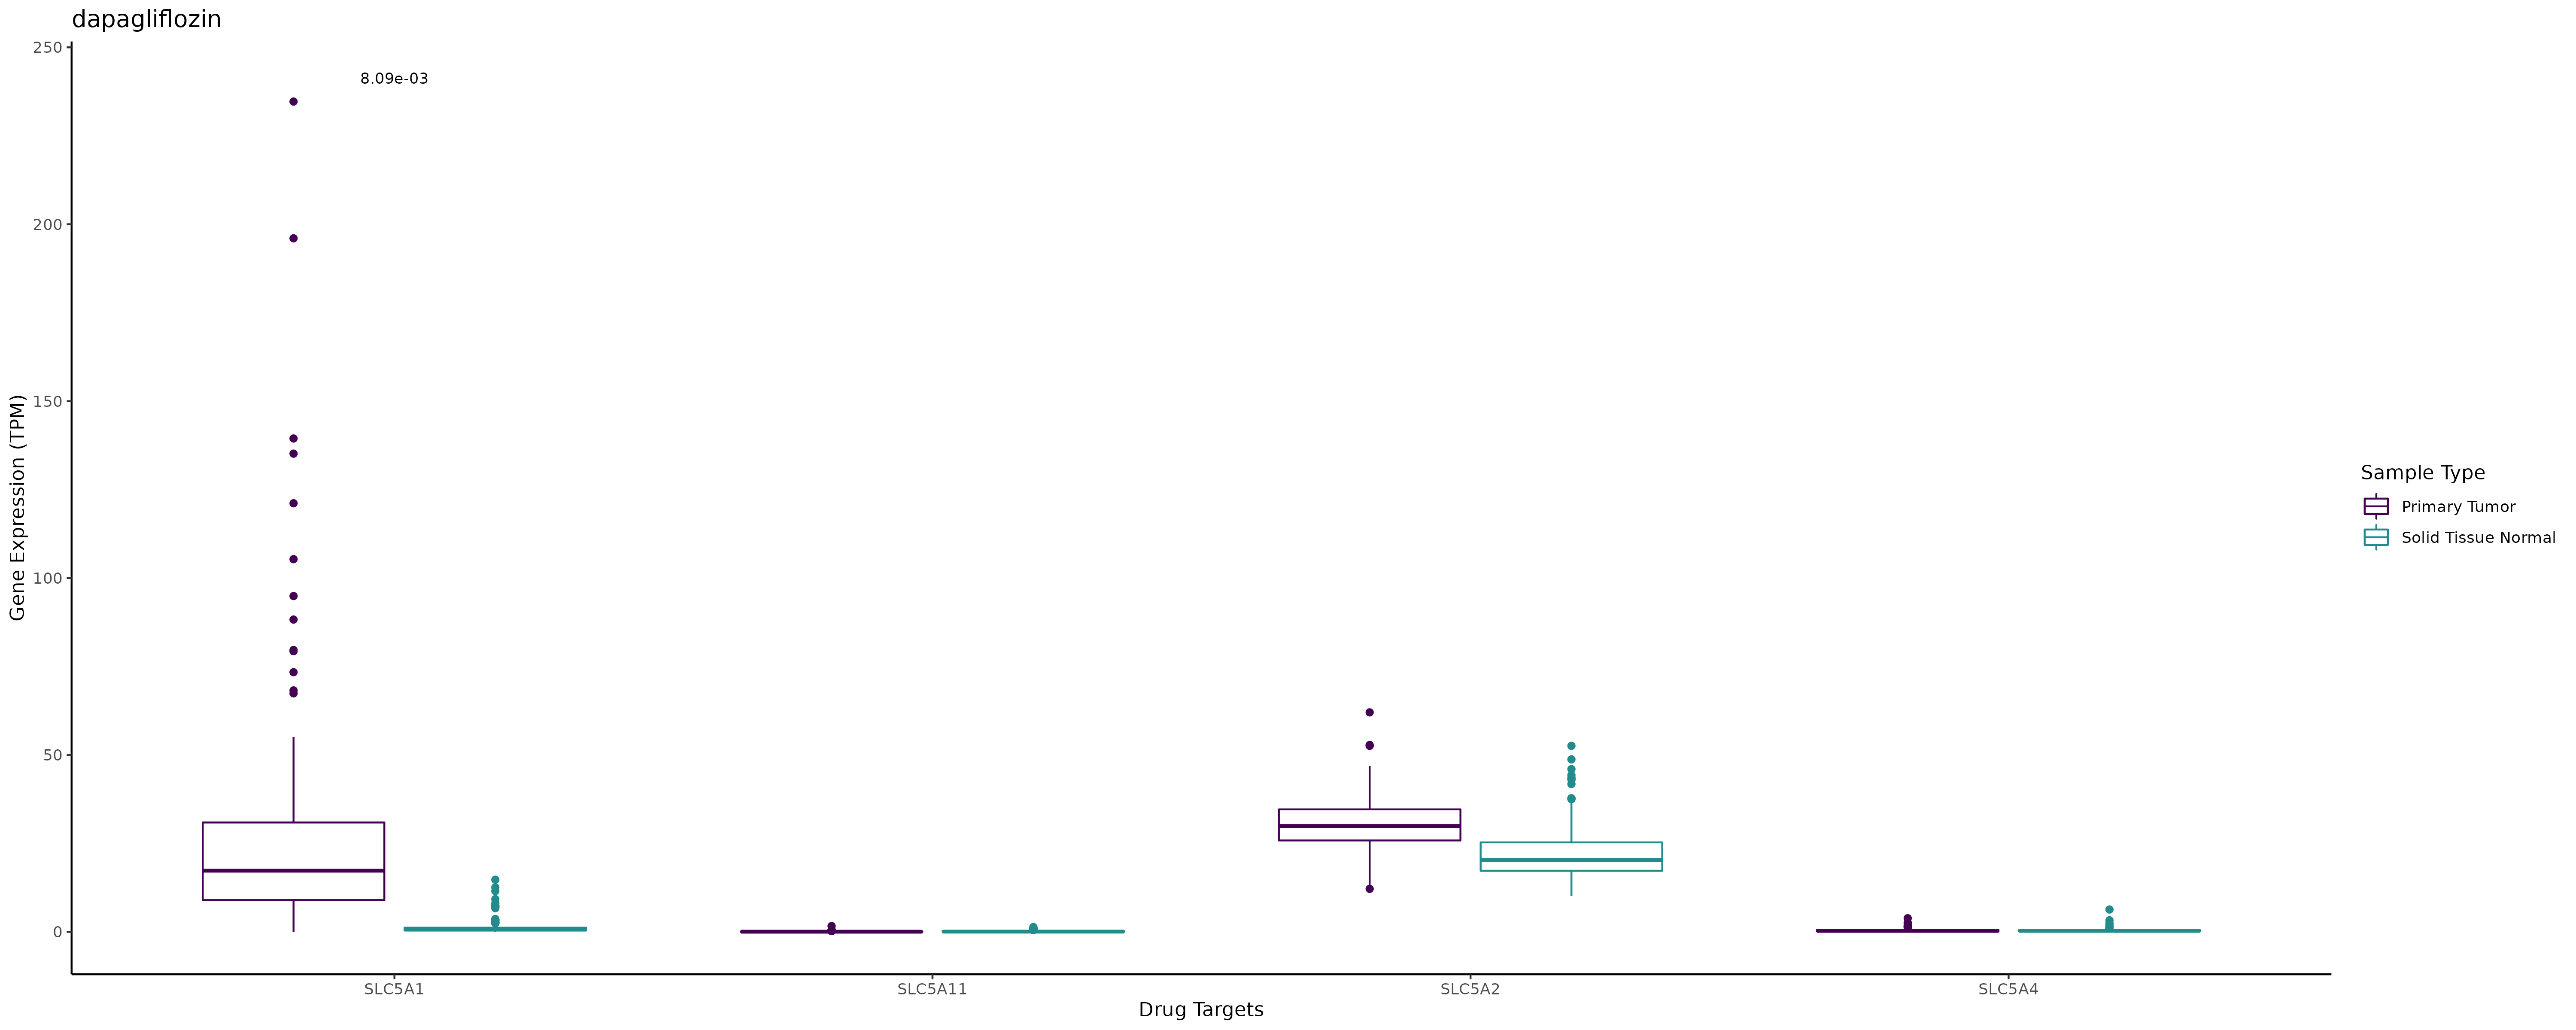 dapagliflozin
250
8.09e-03
200
150
100
50
0
Gene Expression (TPM)
SLC5A1
SLC5A11
SLC5A2
SLC5A4
Drug Targets
Sample Type
Primary Tumor
Solid Tissue Normal